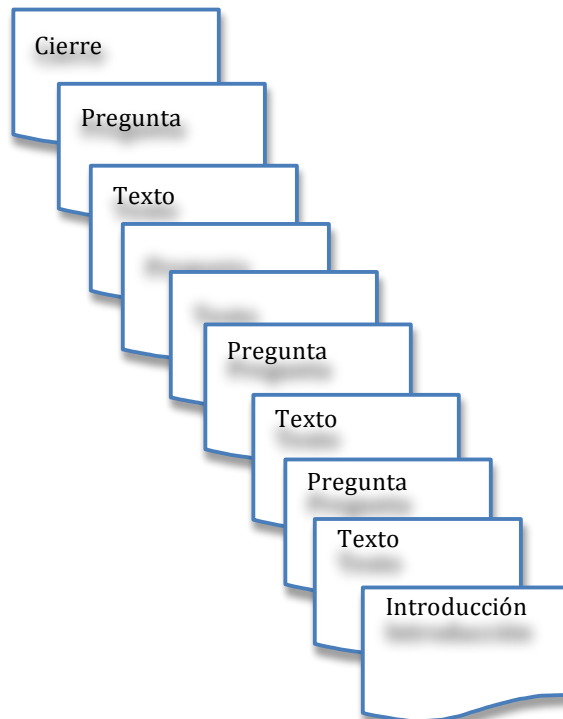 Cierre
Pregunta
Texto
Pregunta
Texto
Pregunta
Texto
Introducción